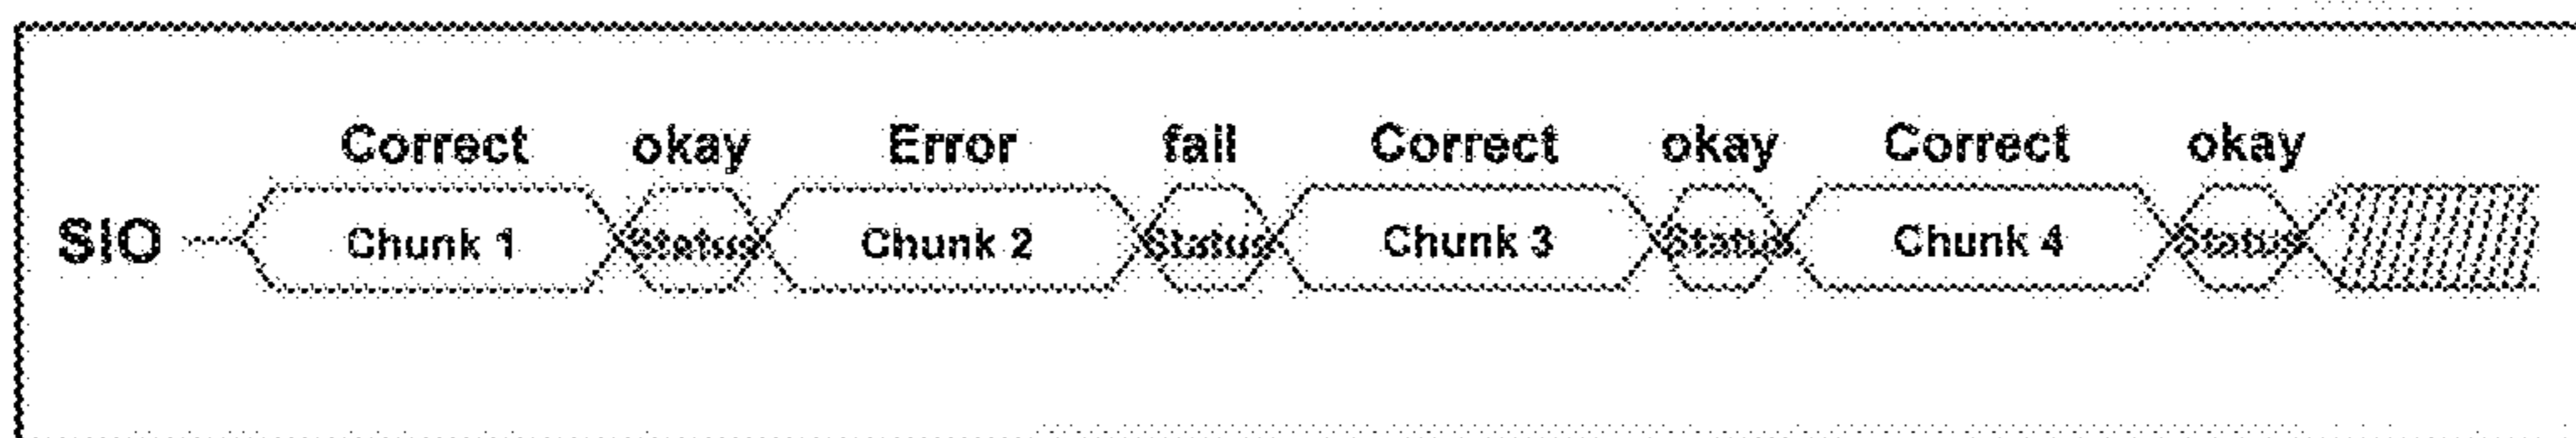 Correct okay Error fail Correct okay Correct okay
SIO Chunk 1 Status Chunk 2 Status Chunk 3 Status Chunk 4 Status